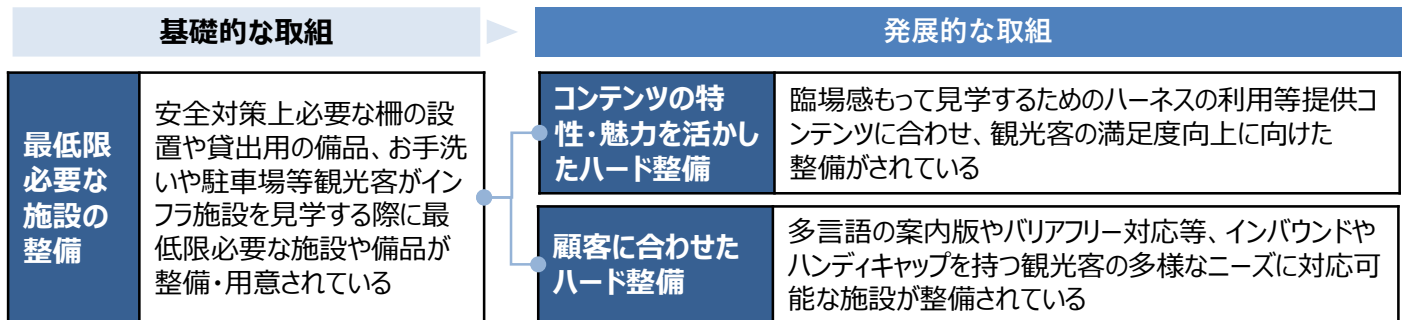 基礎的な取組
発展的な取組
最低限
必要な
施設の
整備
安全対策上必要な柵の設
置や貸出用の備品、お手洗
いや駐車場等観光客がイン
フラ施設を見学する際に最
低限必要な施設や備品が
整備・用意されている
コンテンツの特
性・魅力を活かし
たハード整備
臨場感もって見学するためのハーネスの利用等提供コ
ンテンツに合わせ、観光客の満足度向上に向けた
整備がされている
顧客に合わせた
ハード整備
多言語の案内版やバリアフリー対応等、インバウンドや
ハンディキャップを持つ観光客の多様なニーズに対応可
能な施設が整備されている